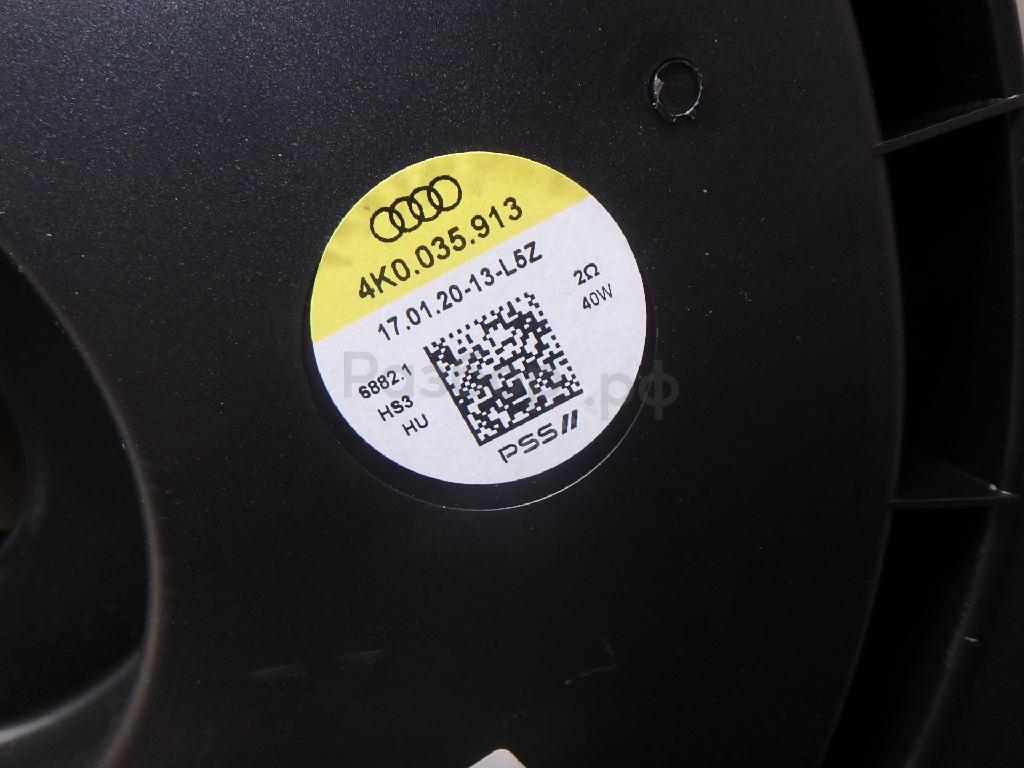 4K0.035.913
17.01.20-13-L5Z
2Ω
40W
6882.1
HS3
HU
PSS